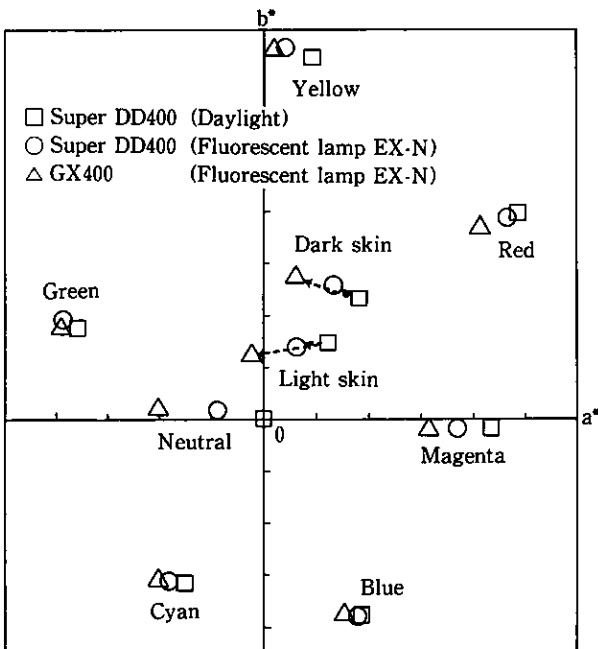 b*
Yellow
□ Super DD400 (Daylight)
○ Super DD400 (Fluorescent lamp EX-N)
△ GX400 (Fluorescent lamp EX-N)
Dark skin
Red
Green
Light skin
Neutral
0
a*
Magenta
Blue
Cyan